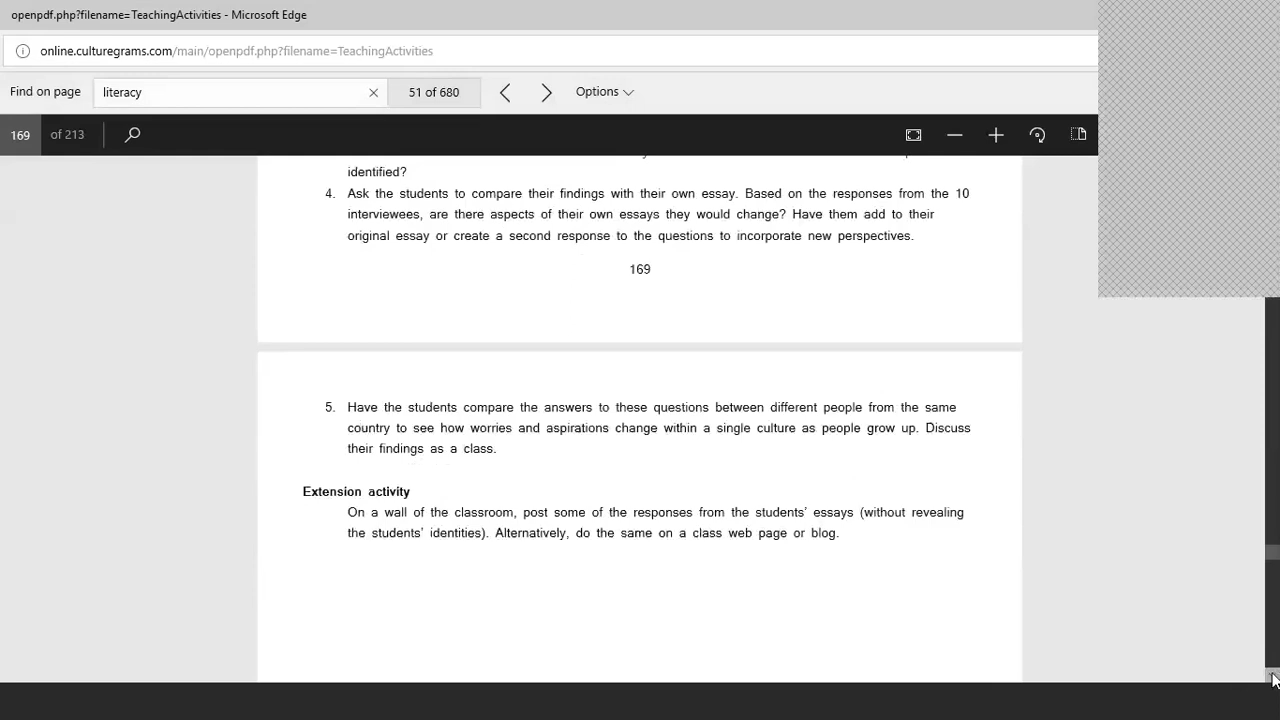 openpdf.php?filename=TeachingActivities - Microsoft Edge
online.culturegrams.com/main/openpdf.php?filename=TeachingActivities
Find on page literacy 51 of 680 Options
169 of 213
identified?
4. Ask the students to compare their findings with their own essay. Based on the responses from the 10
interviewees, are there aspects of their own essays they would change? Have them add to their
original essay or create a second response to the questions to incorporate new perspectives.
169
5. Have the students compare the answers to these questions between different people from the same
country to see how worries and aspirations change within a single culture as people grow up. Discuss
their findings as a class.
Extension activity
On a wall of the classroom, post some of the responses from the students’ essays (without revealing
the students’ identities). Alternatively, do the same on a class web page or blog.